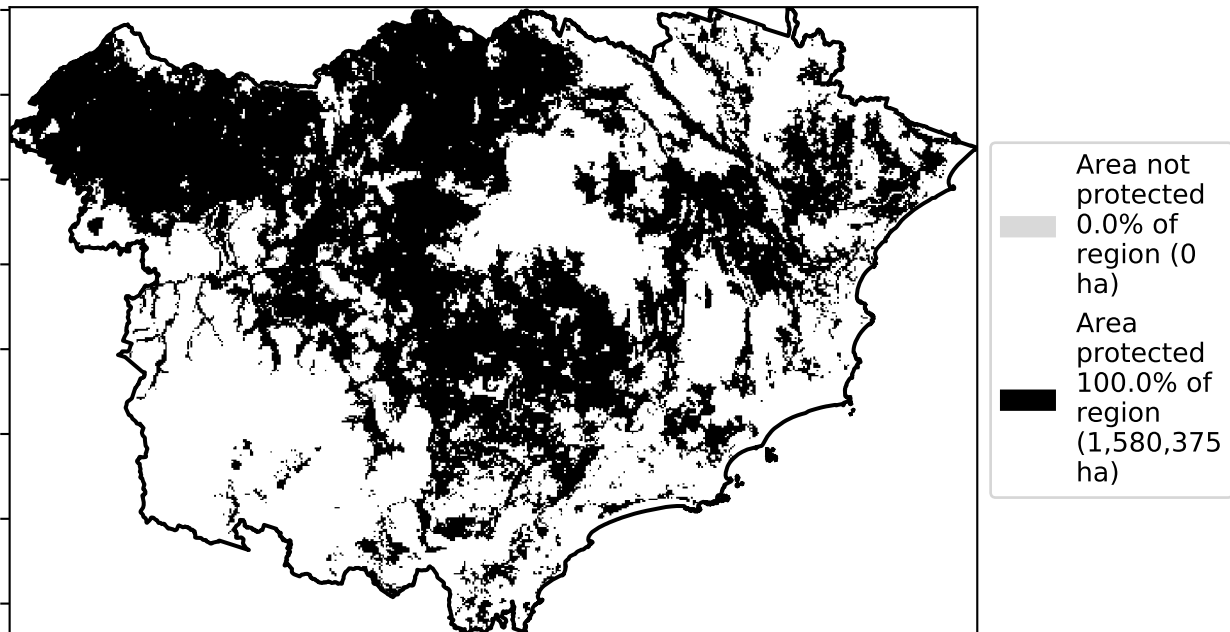 Area not
protected
0.0% of
region (0
ha)
Area
protected
100.0% of
region
(1,580,375
ha)